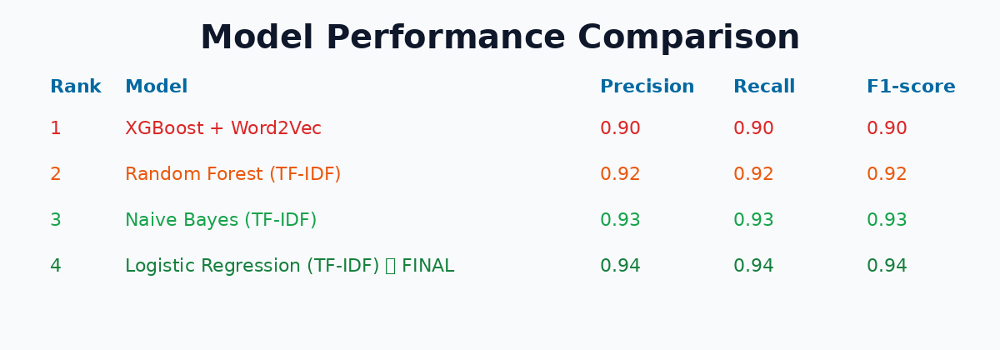 Model Performance Comparison
Rank Model Precision Recall F1-score
1 XGBoost + Word2Vec 0.90 0.90 0.90
2 Random Forest (TF-IDF) 0.92 0.92 0.92
3 Naive Bayes (TF-IDF) 0.93 0.93 0.93
4 Logistic Regression (TF-IDF) FINAL 0.94 0.94 0.94